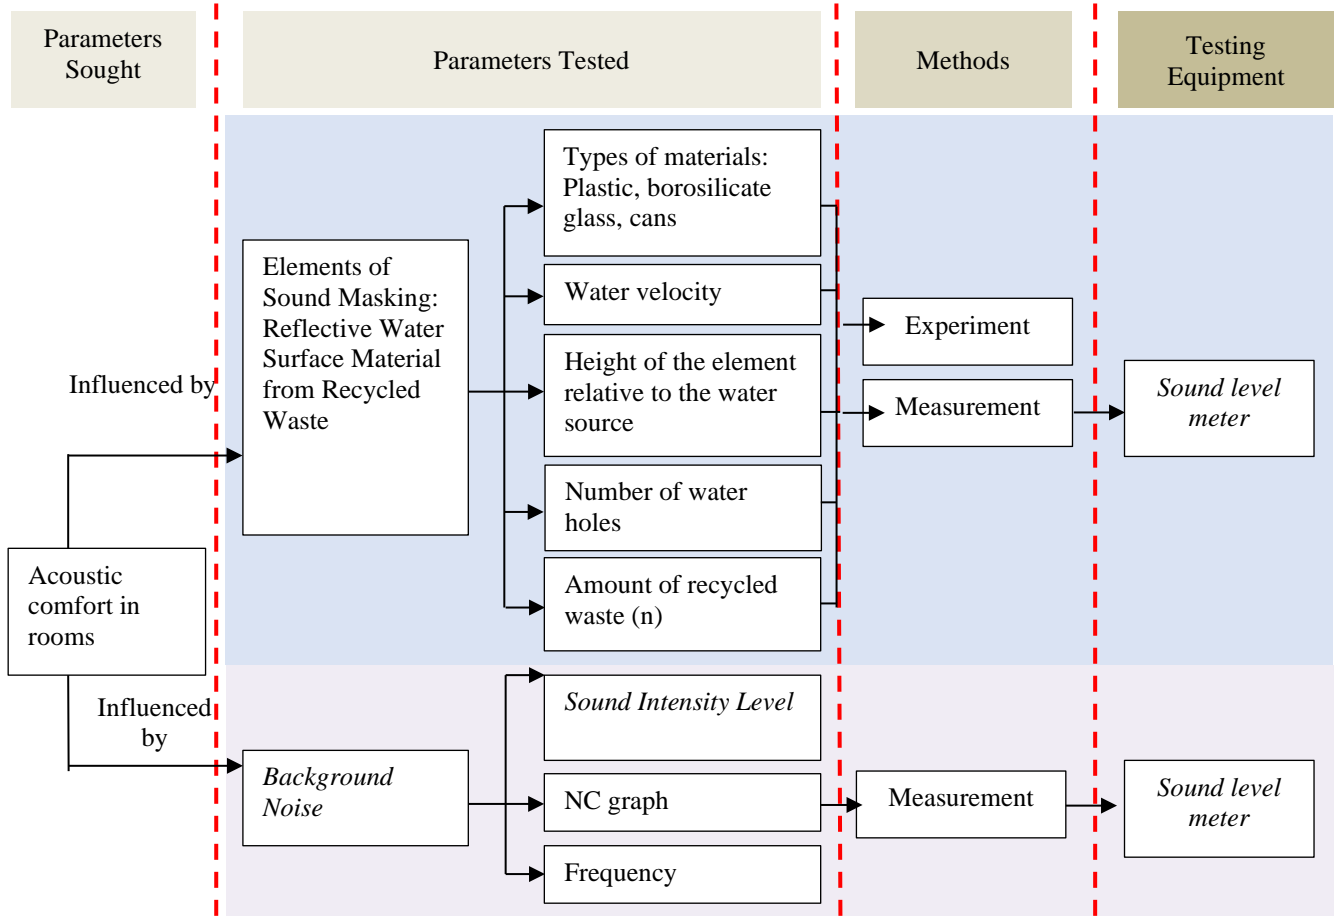 Parameters
Sought
Parameters Tested
Methods
Testing
Equipment
Types of materials:
Plastic, borosilicate
glass, cans
Elements of
Sound Masking:
Reflective Water
Surface Material
from Recycled
Waste
Water velocity
Experiment
Height of the element
relative to the water
source
Influenced by
Measurement
Sound level
meter
Number of water
holes
Acoustic
comfort in
rooms
Amount of recycled
waste (n)
Influenced
by
Sound Intensity Level
Background
Noise
NC graph
Measurement
Sound level
meter
Frequency